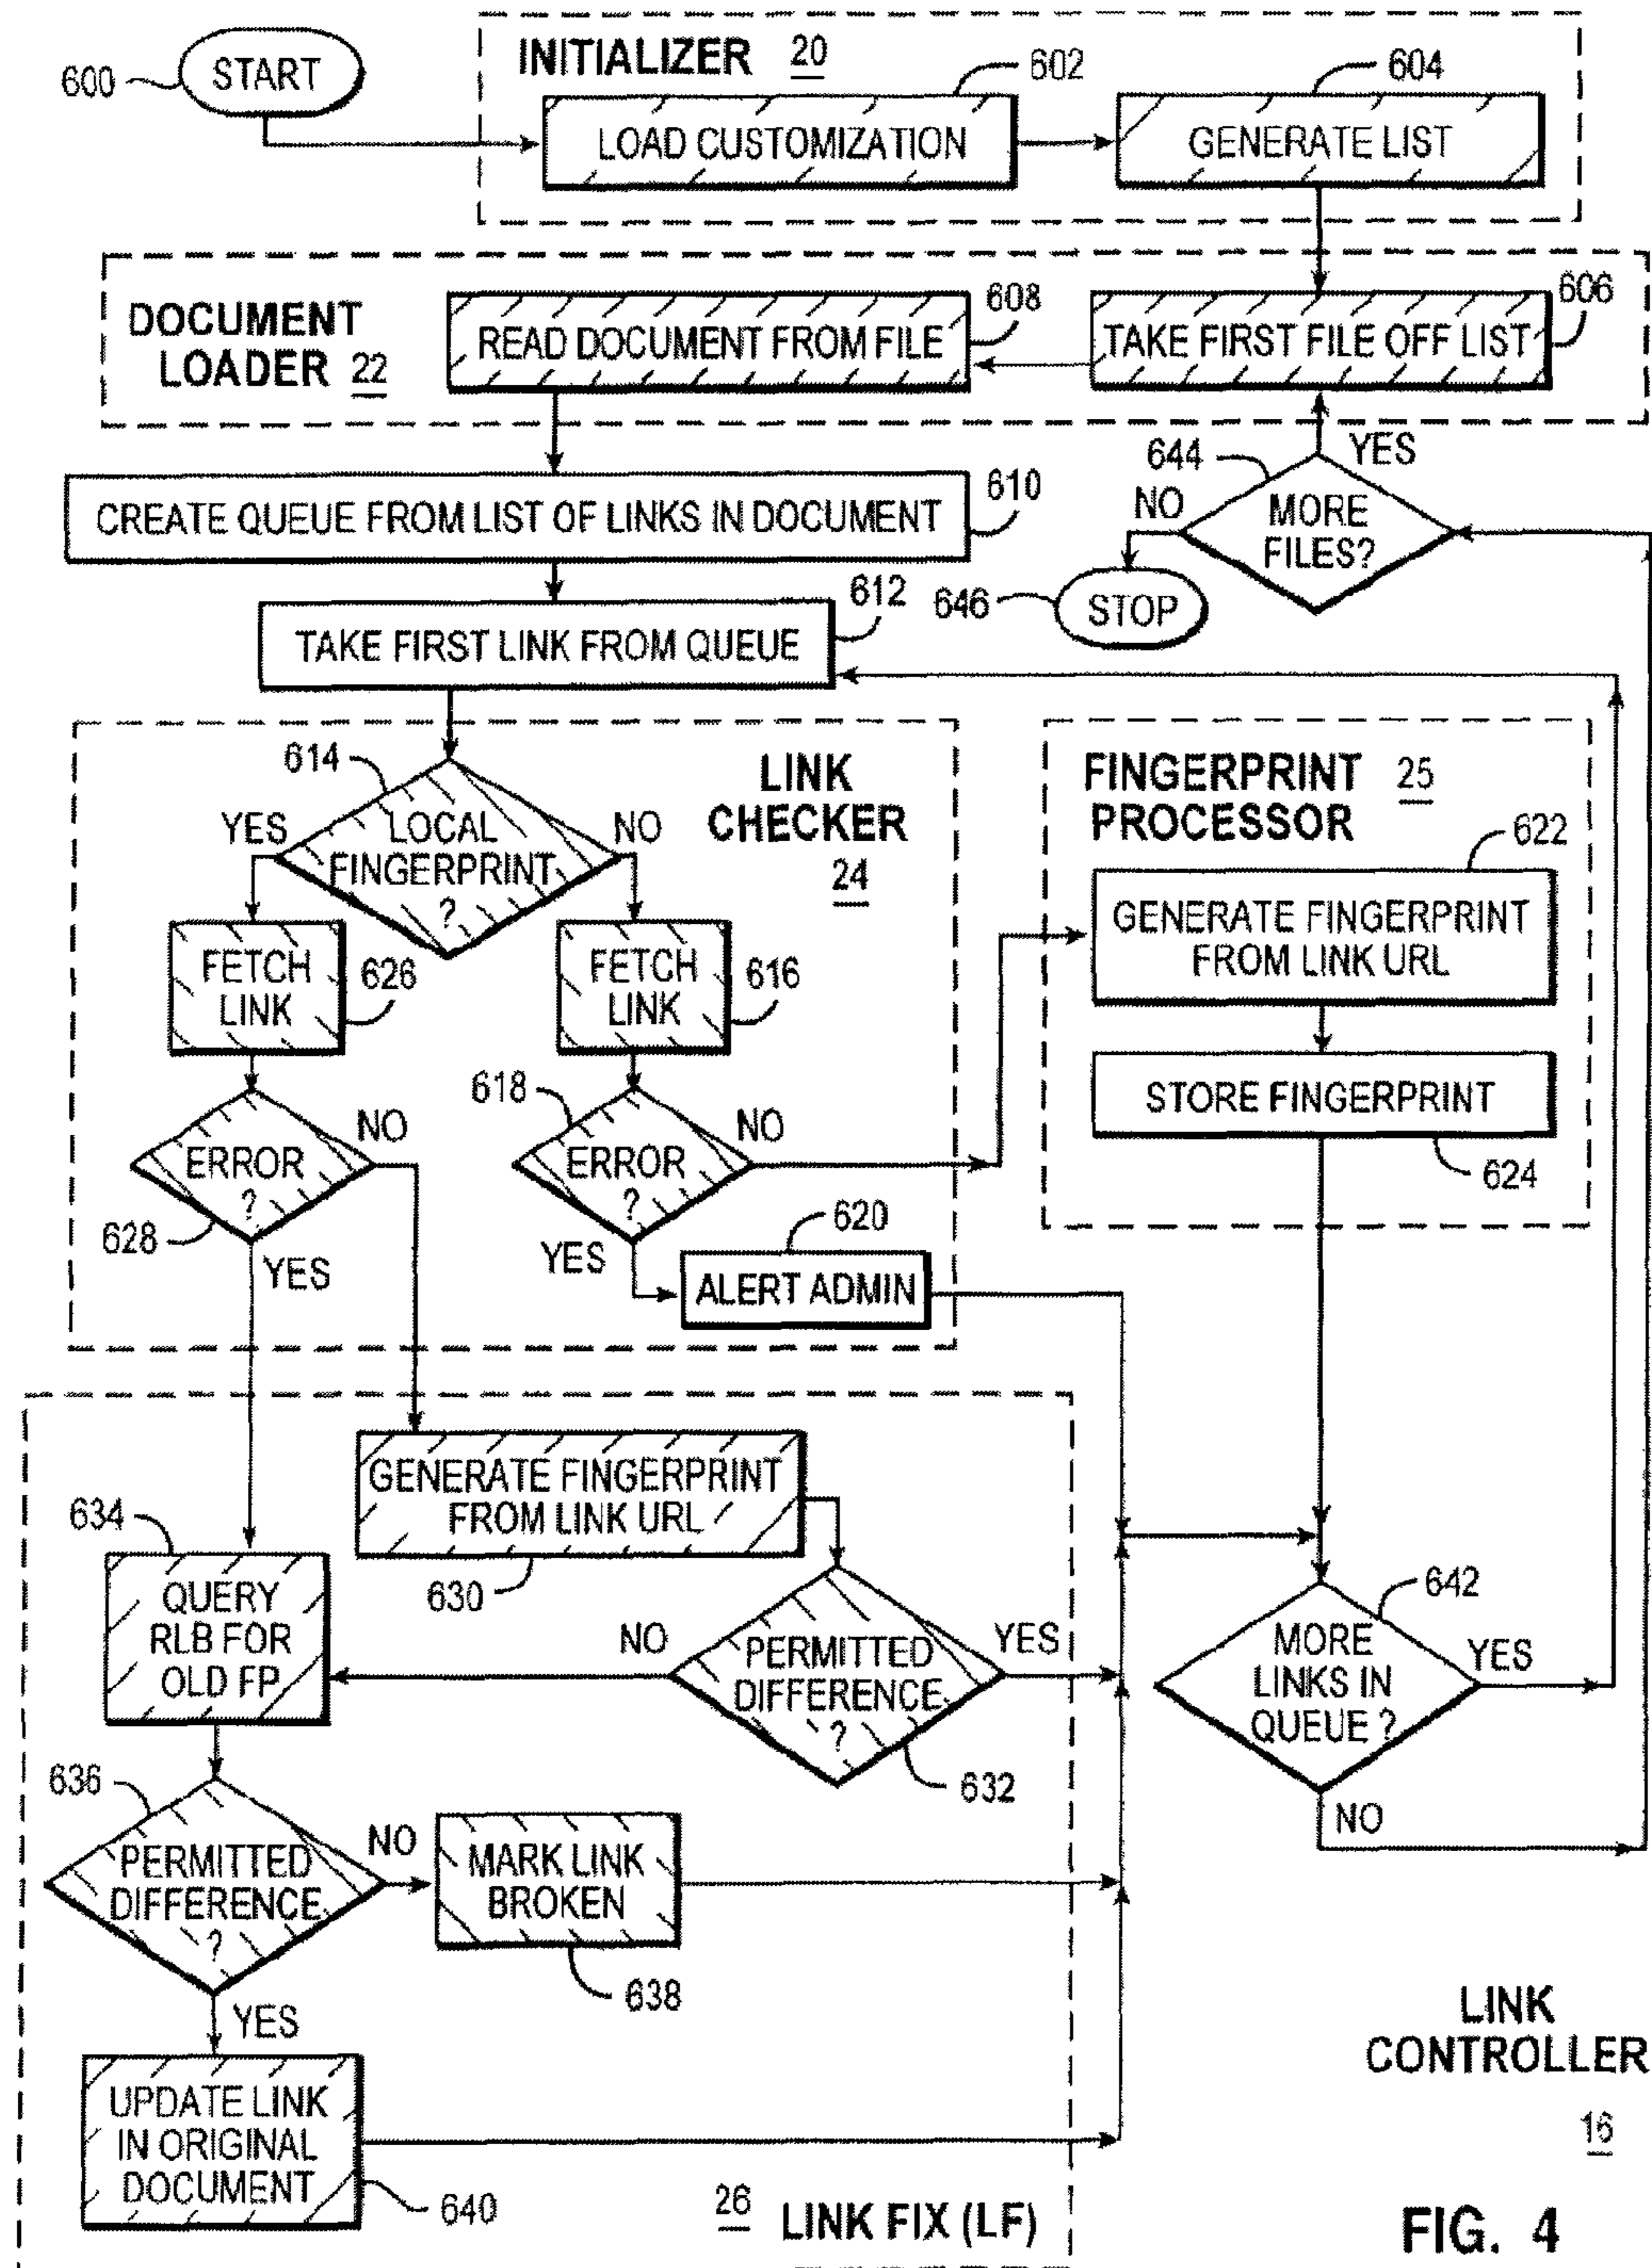 600
START
INITIALIZER 20
602
604
LOAD CUSTOMIZATION
GENERATE LIST
DOCUMENT
LOADER 22
608
READ DOCUMENT FROM FILE
606
TAKE FIRST FILE OFF LIST
610
CREATE QUEUE FROM LIST OF LINKS IN DOCUMENT
644
YES
NO
MORE
FILES?
612
TAKE FIRST LINK FROM QUEUE
646
STOP
614
YES
LOCAL
FINGERPRINT
?
NO
LINK
CHECKER
24
FINGERPRINT 25
PROCESSOR
622
GENERATE FINGERPRINT
FROM LINK URL
FETCH
LINK
626
FETCH
LINK
616
STORE FINGERPRINT
624
ERROR
?
NO
628
YES
618
ERROR
?
NO
YES
620
ALERT ADMIN
GENERATE FINGERPRINT
FROM LINK URL
630
634
QUERY
RLB FOR
OLD FP
NO
PERMITTED
DIFFERENCE
?
YES
632
642
MORE
LINKS IN
QUEUE ?
YES
NO
636
PERMITTED
DIFFERENCE
?
NO
MARK LINK
BROKEN
638
YES
UPDATE LINK
IN ORIGINAL
DOCUMENT
640
26 LINK FIX (LF)
LINK
CONTROLLER
16
FIG. 4